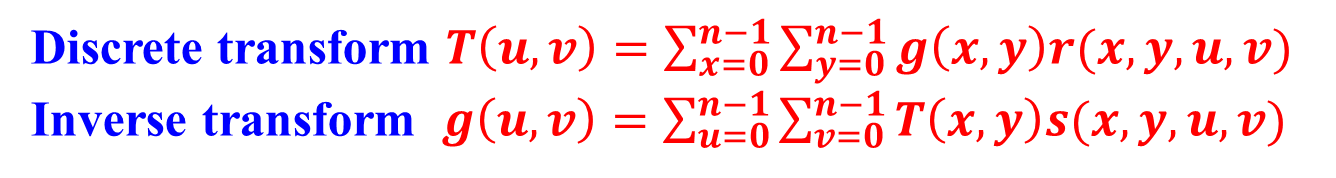 Discrete transform T(u, v) = ∑_{x=0}^{n−1} ∑_{y=0}^{n−1} g(x, y)r(x, y, u, v)
Inverse transform g(u, v) = ∑_{u=0}^{n−1} ∑_{v=0}^{n−1} T(x, y)s(x, y, u, v)